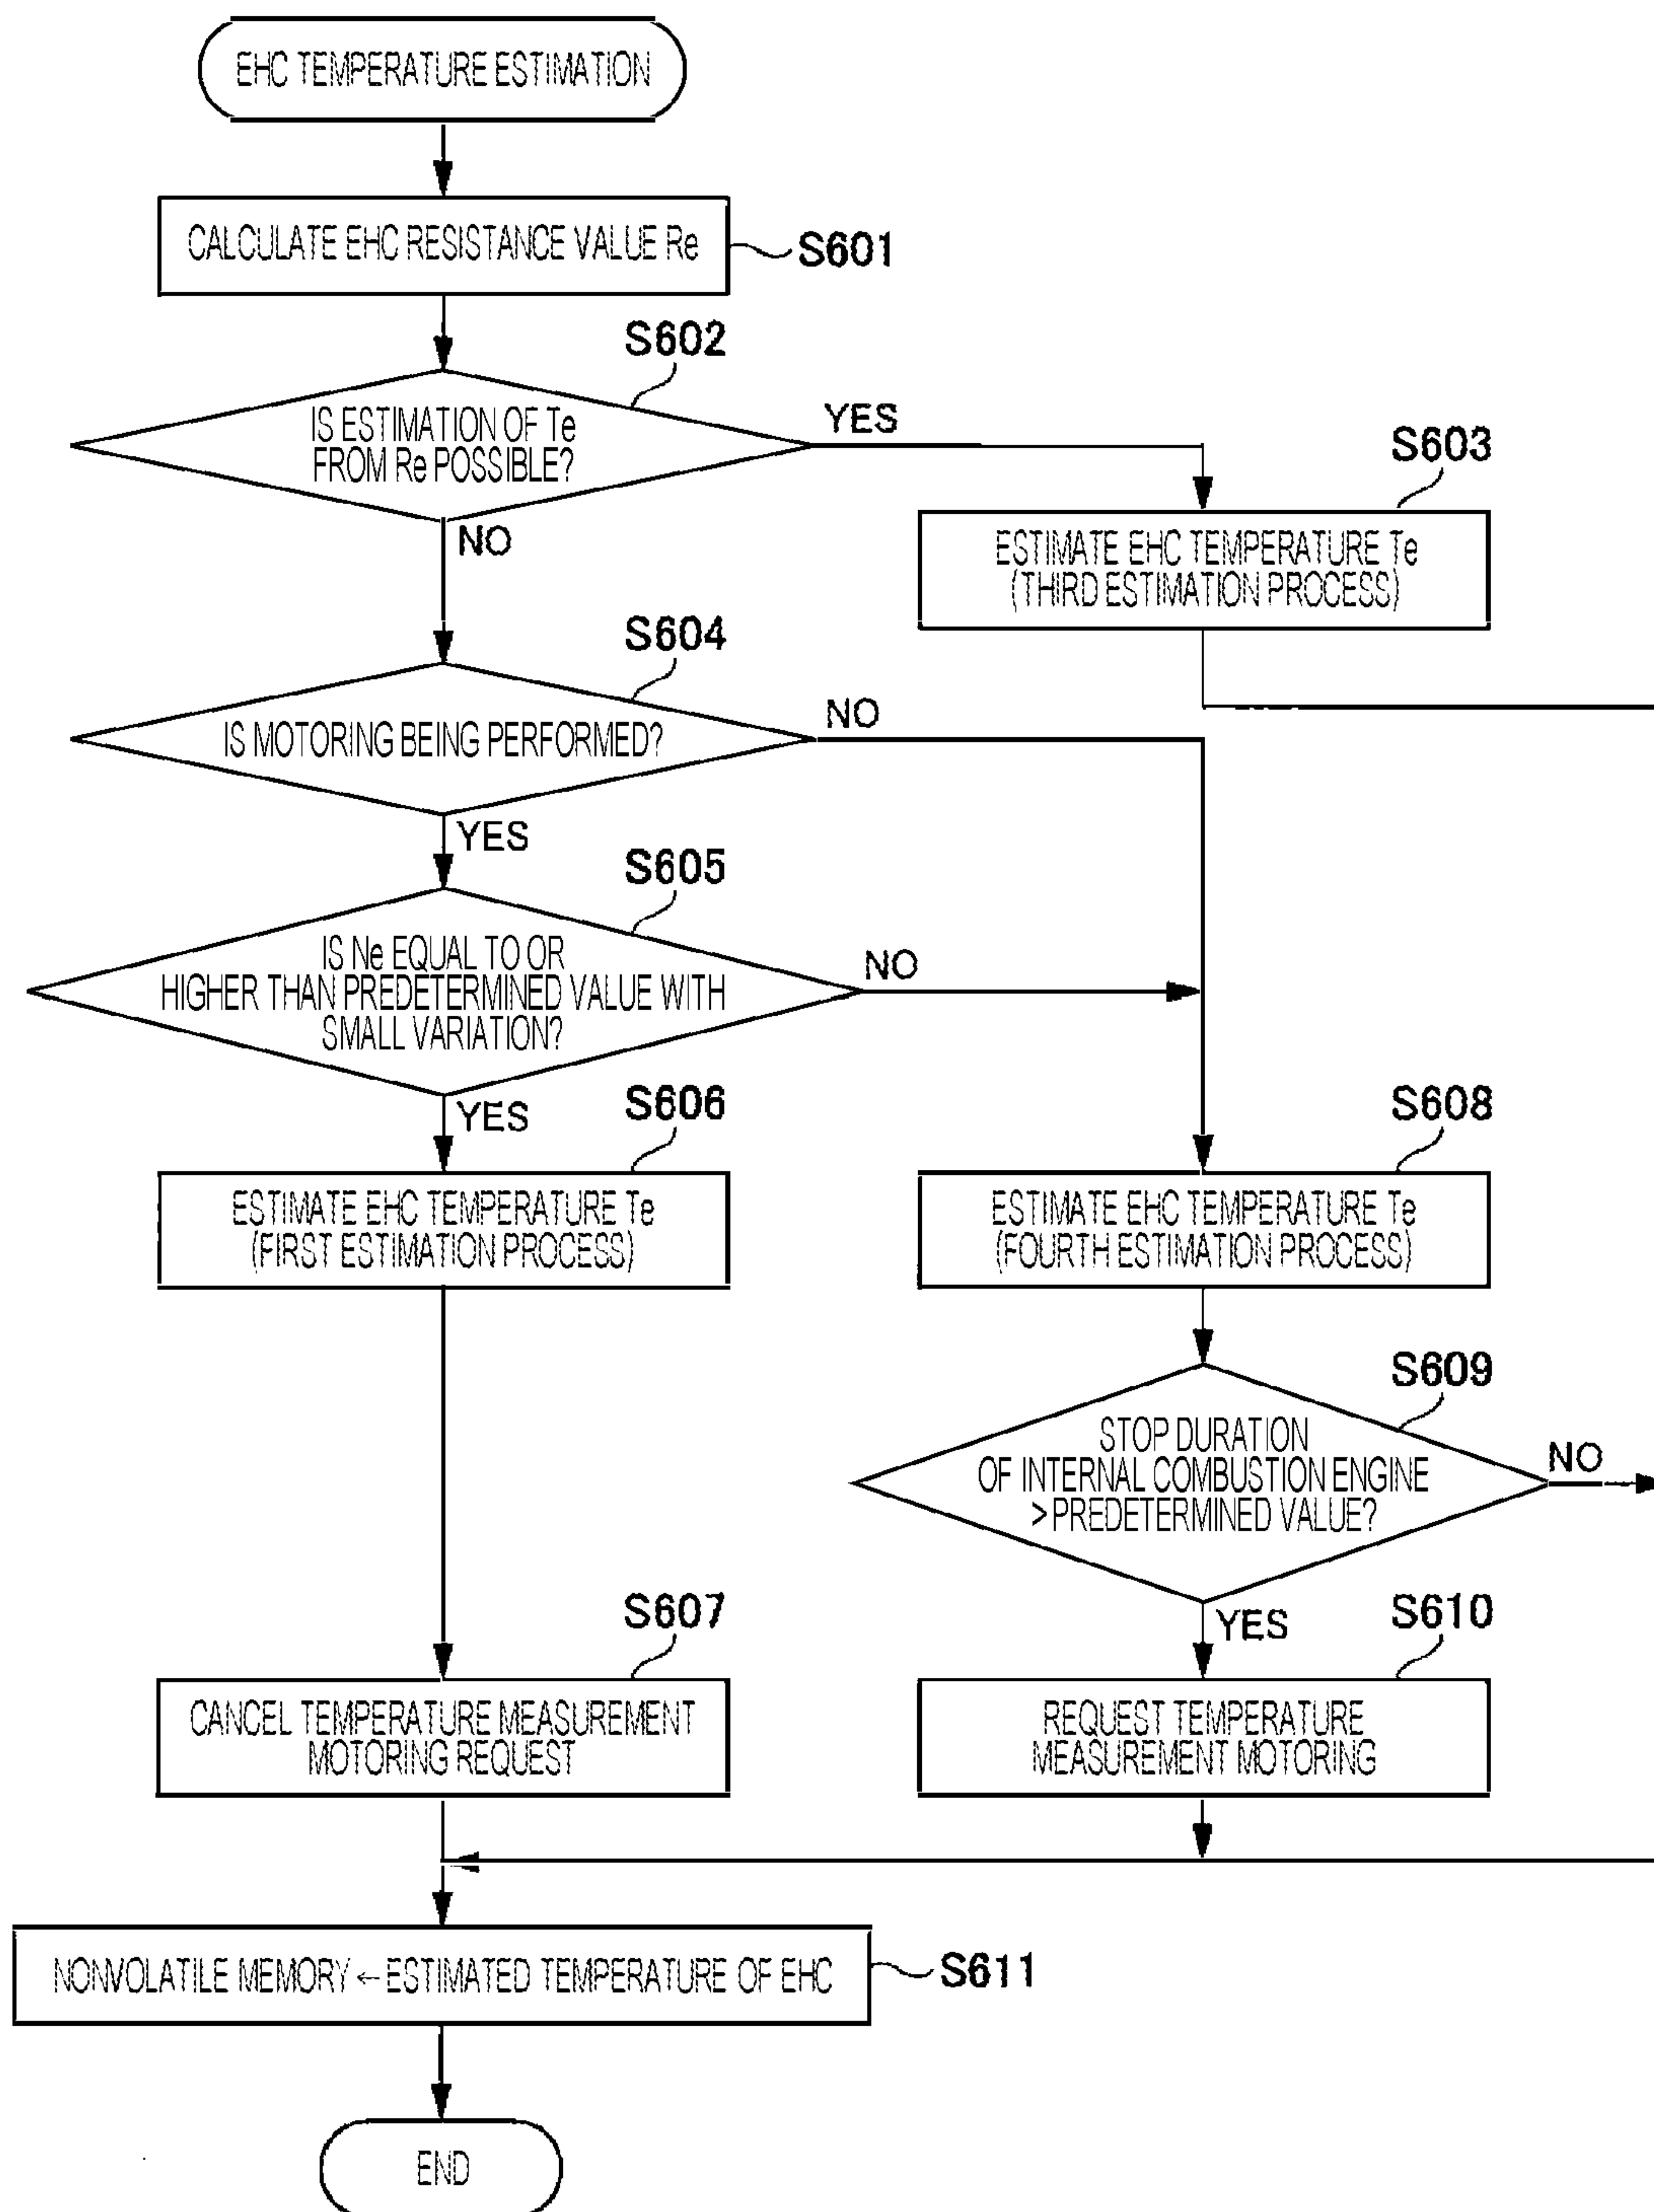 EHC TEMPERATURE ESTIMATION
CALCULATE EHC RESISTANCE VALUE Re
S601
S602
IS ESTIMATION OF Te
FROM Re POSSIBLE?
YES
NO
S603
ESTIMATE EHC TEMPERATURE Te
(THIRD ESTIMATION PROCESS)
S604
IS MOTORING BEING PERFORMED?
NO
YES
S605
IS Ne EQUAL TO OR
HIGHER THAN PREDETERMINED VALUE WITH
SMALL VARIATION?
NO
YES
S606
ESTIMATE EHC TEMPERATURE Te
(FIRST ESTIMATION PROCESS)
S608
ESTIMATE EHC TEMPERATURE Te
(FOURTH ESTIMATION PROCESS)
S609
STOP DURATION
OF INTERNAL COMBUSTION ENGINE
>PREDETERMINED VALUE?
NO
YES
S607
CANCEL TEMPERATURE MEASUREMENT
MOTORING REQUEST
S610
REQUEST TEMPERATURE
MEASUREMENT MOTORING
NONVOLATILE MEMORY ← ESTIMATED TEMPERATURE OF EHC
S611
END